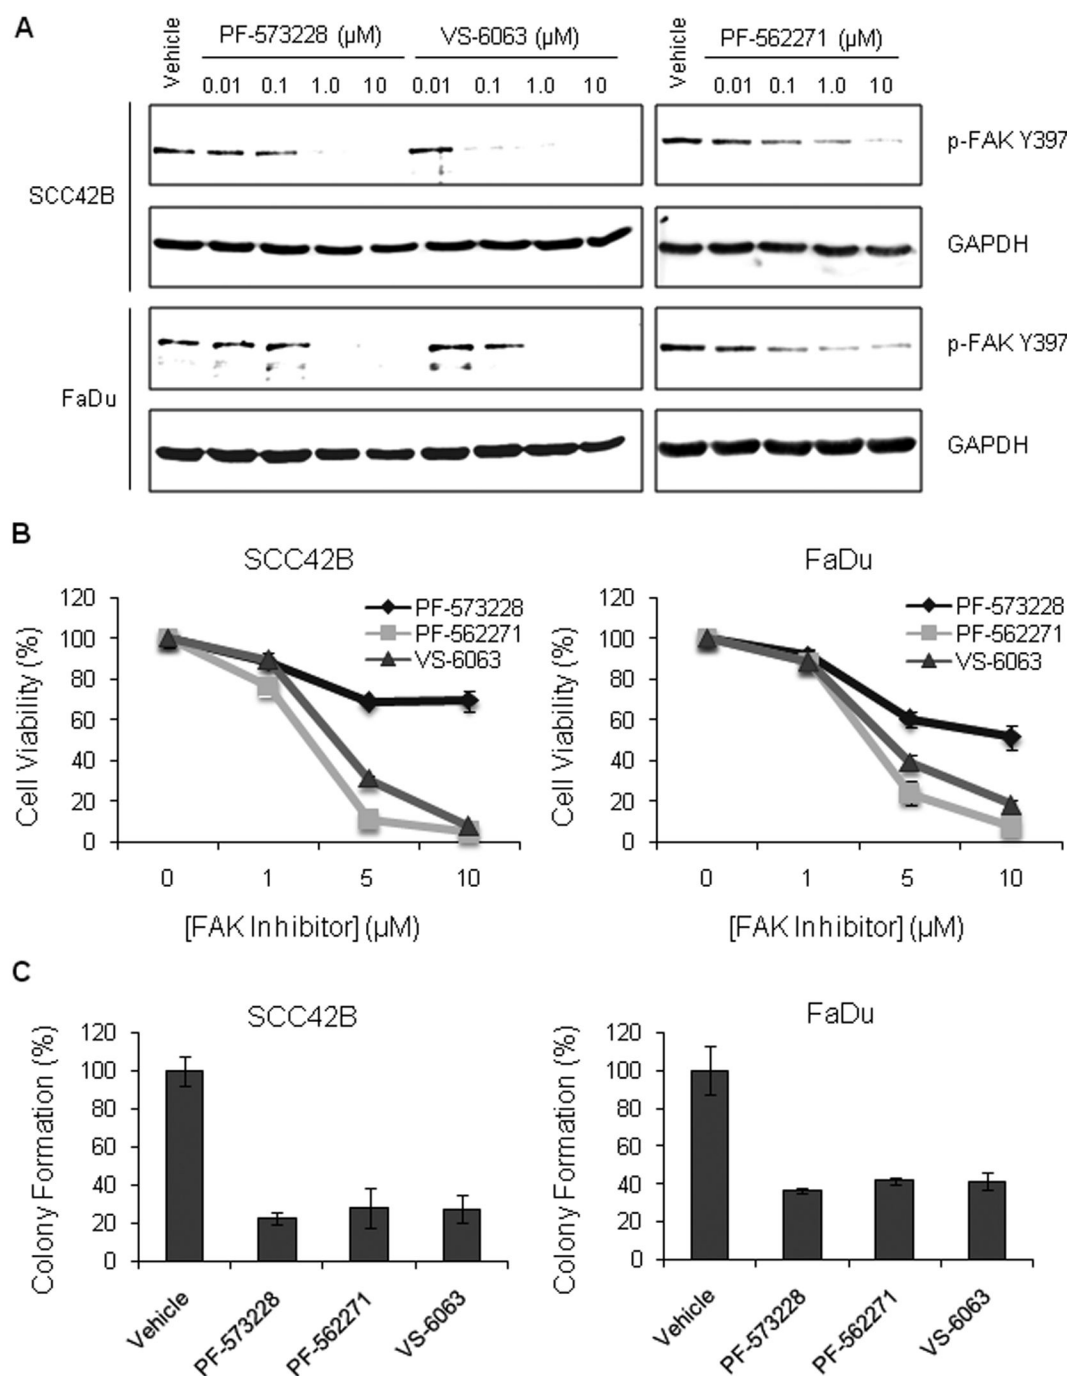 A
Vehicle
PF-573228 (µM)
VS-6063 (µM)
Vehicle
PF-562271 (µM)
0.01 0.1 1.0 10 0.01 0.1 1.0 10 0.01 0.1 1.0 10
p-FAK Y397
SCC42B
GAPDH
p-FAK Y397
FaDu
GAPDH
B
SCC42B
Cell Viability (%)
120
100
80
60
40
20
0
PF-573228
PF-562271
VS-6063
0 1 5 10
[FAK Inhibitor] (µM)
FaDu
Cell Viability (%)
120
100
80
60
40
20
0
PF-573228
PF-562271
VS-6063
0 1 5 10
[FAK Inhibitor] (µM)
C
SCC42B
Colony Formation (%)
120
100
80
60
40
20
0
Vehicle
PF-573228
PF-562271
VS-6063
FaDu
Colony Formation (%)
120
100
80
60
40
20
0
Vehicle
PF-573228
PF-562271
VS-6063